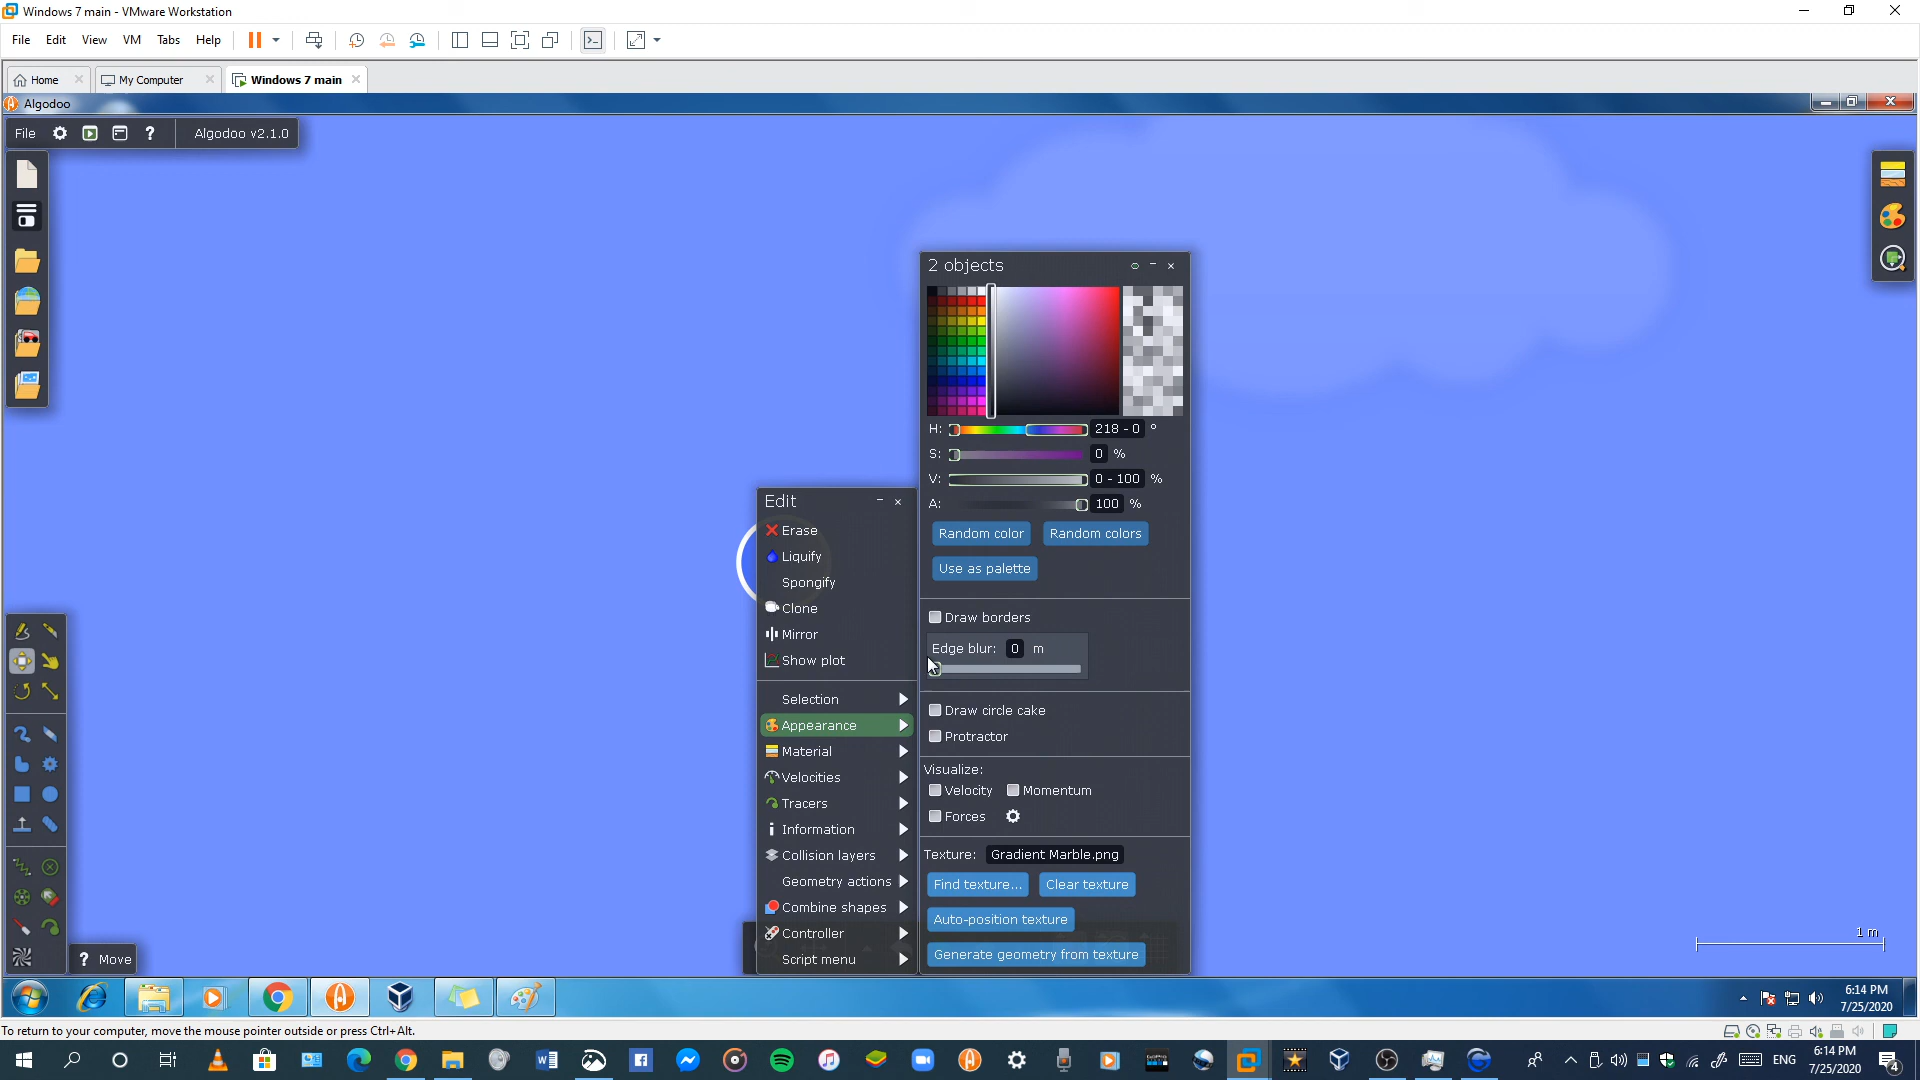 Windows 7 main - VMware Workstation
File Edit View VM Tabs Help
Home My Computer Windows 7 main
Algodoo
File ? Algodoo v2.1.0
2 objects
H: 218 - 0 °
S: 0 %
V: 0 - 100 %
A: 100 %
Random color Random colors
Use as palette
Draw borders
Edge blur: 0 m
Draw circle cake
Protractor
Visualize:
Velocity Momentum
Forces
Texture: Gradient Marble.png
Find texture... Clear texture
Auto-position texture
Generate geometry from texture
Edit
Erase
Liquify
Spongify
Clone
Mirror
Show plot
Selection
Appearance
Material
Velocities
Tracers
Information
Collision layers
Geometry actions
Combine shapes
Controller
Script menu
1 m
? Move
6:14 PM
7/25/2020
To return to your computer, move the mouse pointer outside or press Ctrl+Alt.
ENG
6:14 PM
7/25/2020
4